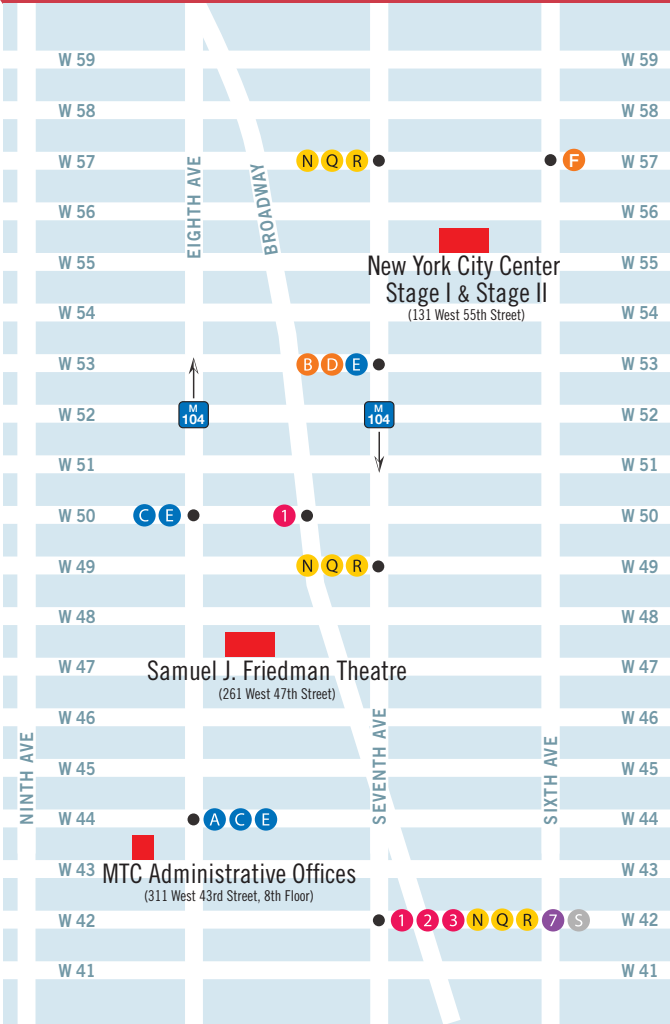 W 59 W 59
W 58 W 58
W 57 N Q R F W 57
EIGHTH AVE
BROADWAY
W 56 W 56
W 55 New York City Center W 55
Stage I & Stage II
(131 West 55th Street)
W 54 W 54
W 53 B D E W 53
W 52 M 104 M 104 W 52
W 51 W 51
W 50 C E 1 W 50
W 49 N Q R W 49
W 48 W 48
W 47 Samuel J. Friedman Theatre W 47
(261 West 47th Street)
W 46 W 46
NINTH AVE
SEVENTH AVE
SIXTH AVE
W 45 W 45
W 44 A C E W 44
W 43 MTC Administrative Offices W 43
(311 West 43rd Street, 8th Floor)
W 42 1 2 3 N Q R 7 S W 42
W 41 W 41